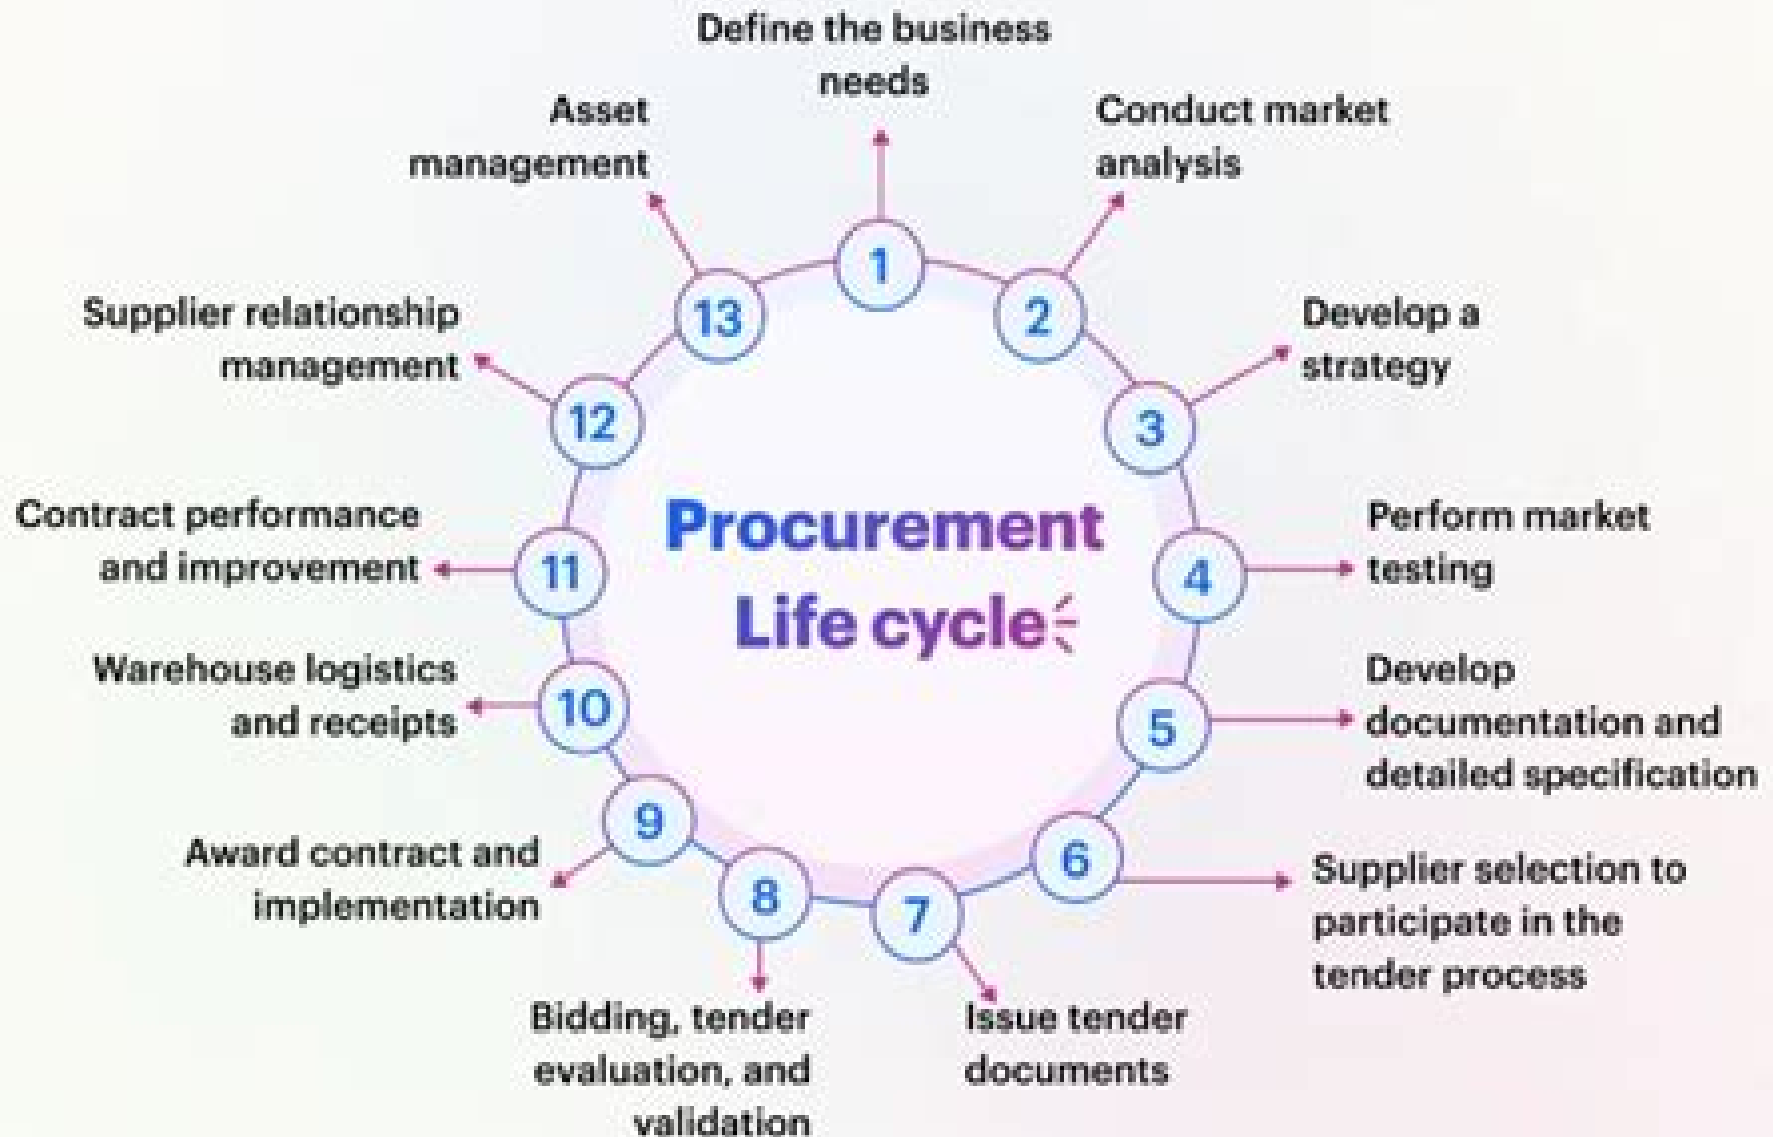 Procurement
Life cycle
1
Define the business
needs
2
Conduct market
analysis
3
Develop a
strategy
4
Perform market
testing
5
Develop
documentation and
detailed specification
6
Supplier selection to
participate in the
tender process
7
Issue tender
documents
8
Bidding, tender
evaluation, and
validation
9
Award contract and
implementation
10
Warehouse logistics
and receipts
11
Contract performance
and improvement
12
Supplier relationship
management
13
Asset
management